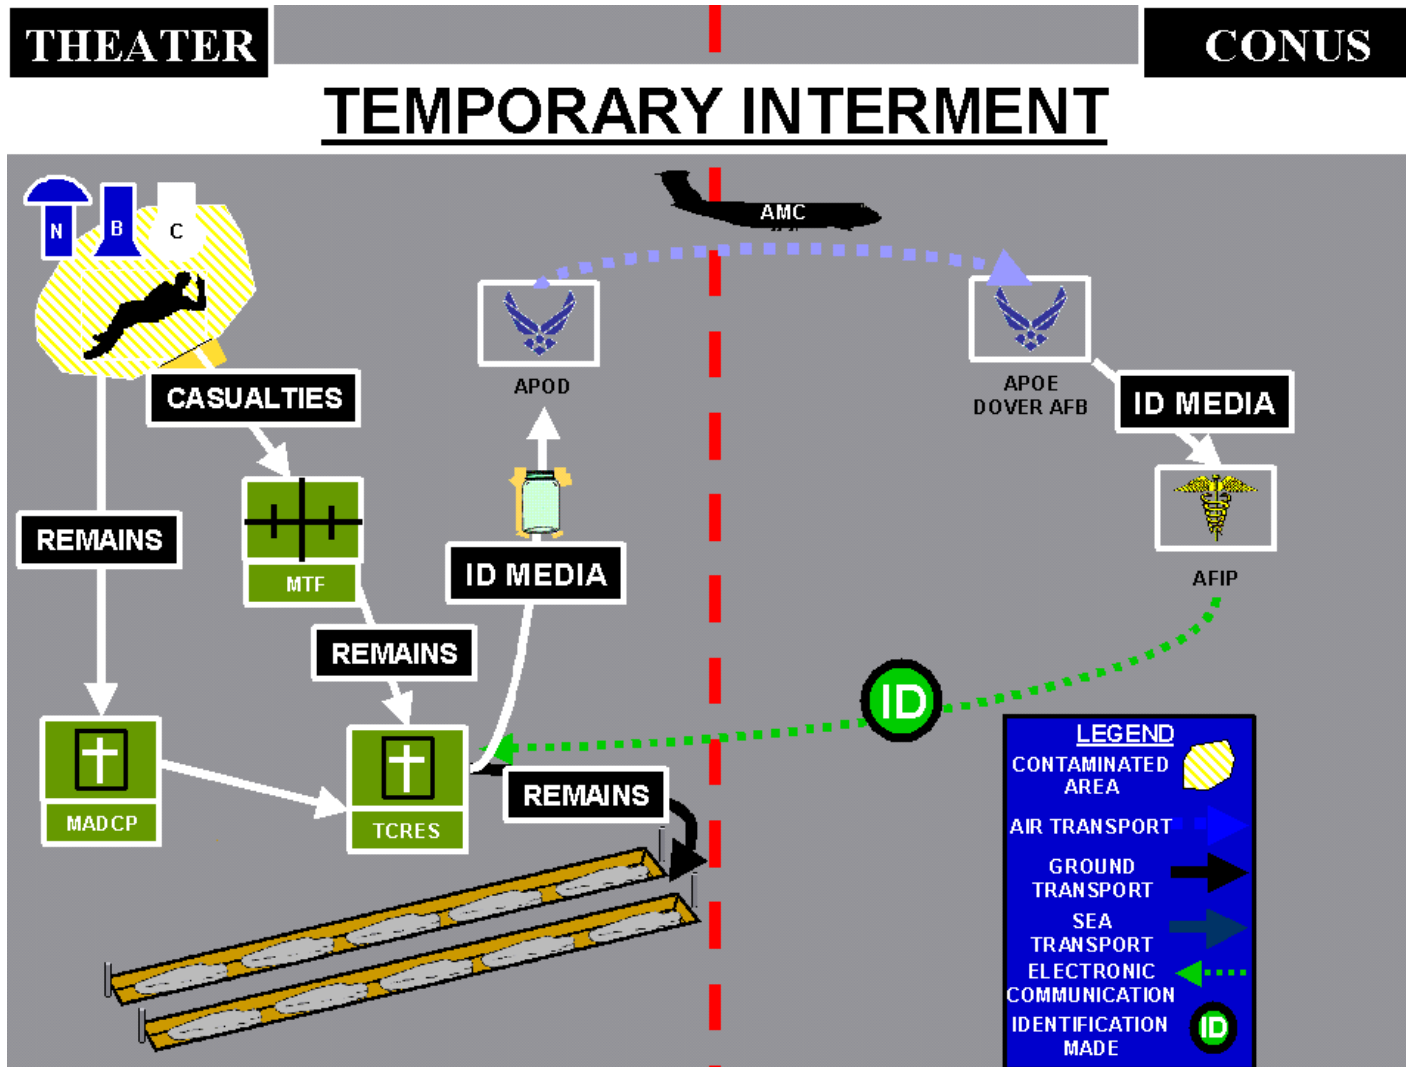 THEATER
CONUS
TEMPORARY INTERMENT
N
B
C
AMC
CASUALTIES
APOD
APOE
DOVER AFB
ID MEDIA
REMAINS
MTF
ID MEDIA
AFIP
REMAINS
ID
MADCP
TCRES
REMAINS
LEGEND
CONTAMINATED
AREA
AIR TRANSPORT
GROUND
TRANSPORT
SEA
TRANSPORT
ELECTRONIC
COMMUNICATION
IDENTIFICATION
MADE
ID